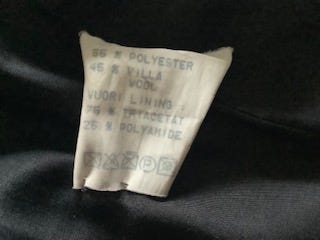 55 % POLYESTER
45 % VILLA
WOOL
VUORI LINING :
75 % TRIACETAT
25 % POLYAMIDE
P